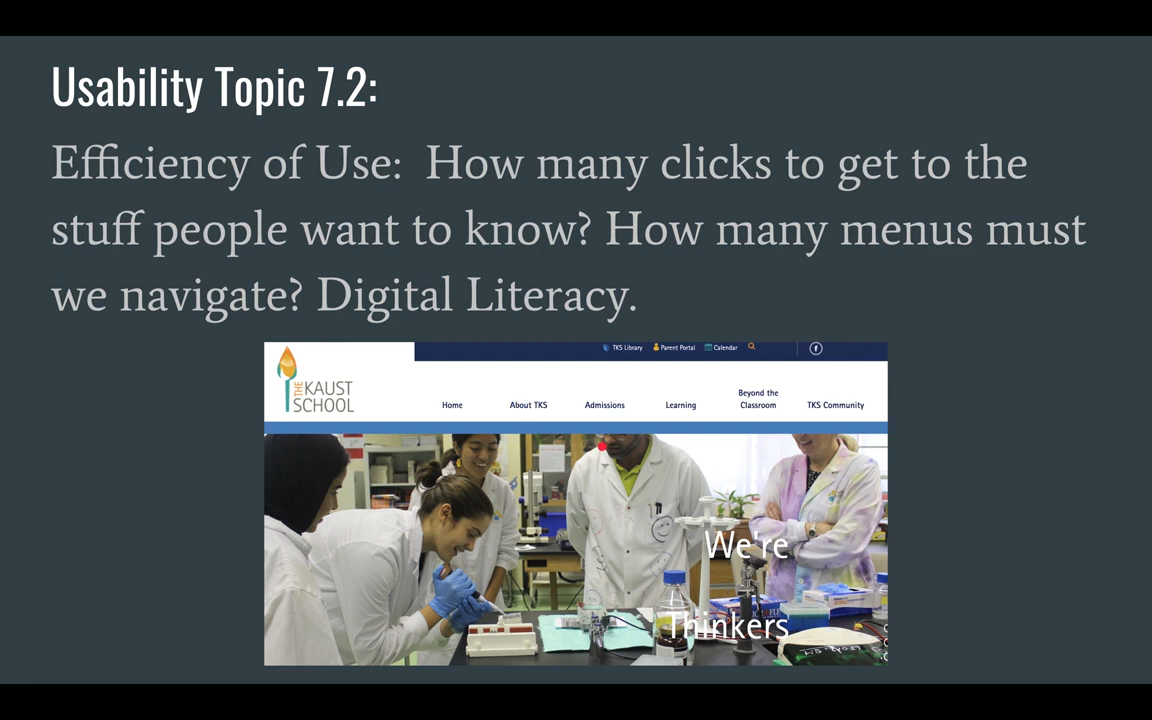 Usability Topic 7.2:
Efficiency of Use:  How many clicks to get to the
stuff people want to know? How many menus must
we navigate? Digital Literacy.
TKS Library
Parent Portal
Calendar
f
THE KAUST
SCHOOL
Home
About TKS
Admissions
Learning
Beyond the
Classroom
TKS Community
We're
Thinkers